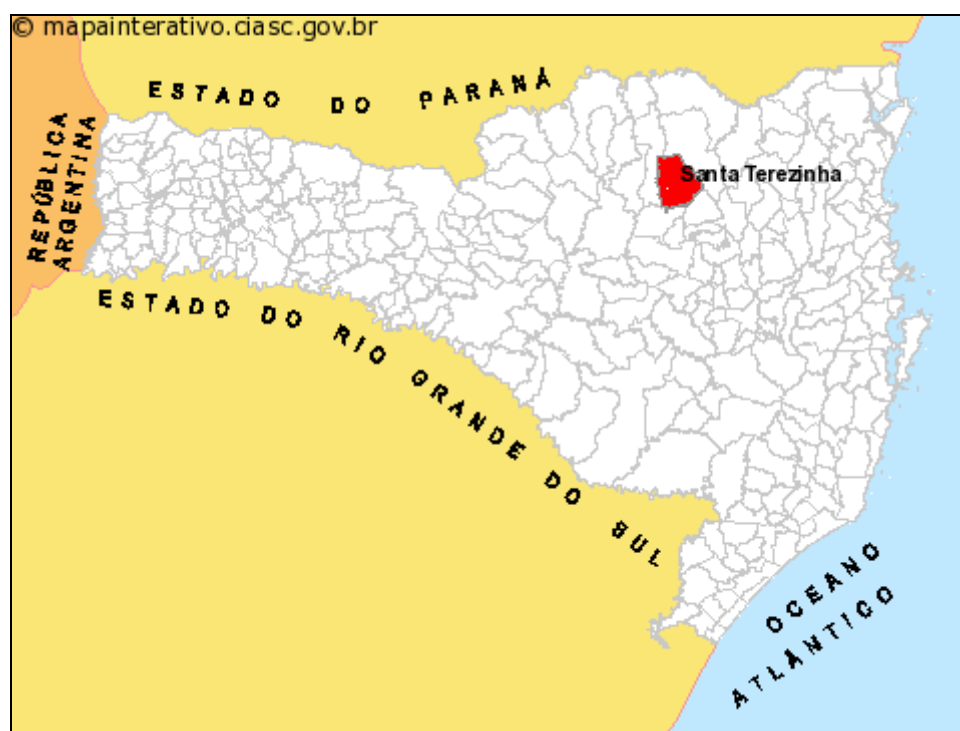 © mapainterativo.ciasc.gov.br
ESTADO DO PARANÁ
REPÚBLICA
ARGENTINA
Santa Terezinha
ESTADO DO RIO GRANDE DO SUL
OCEANO
ATLÂNTICO